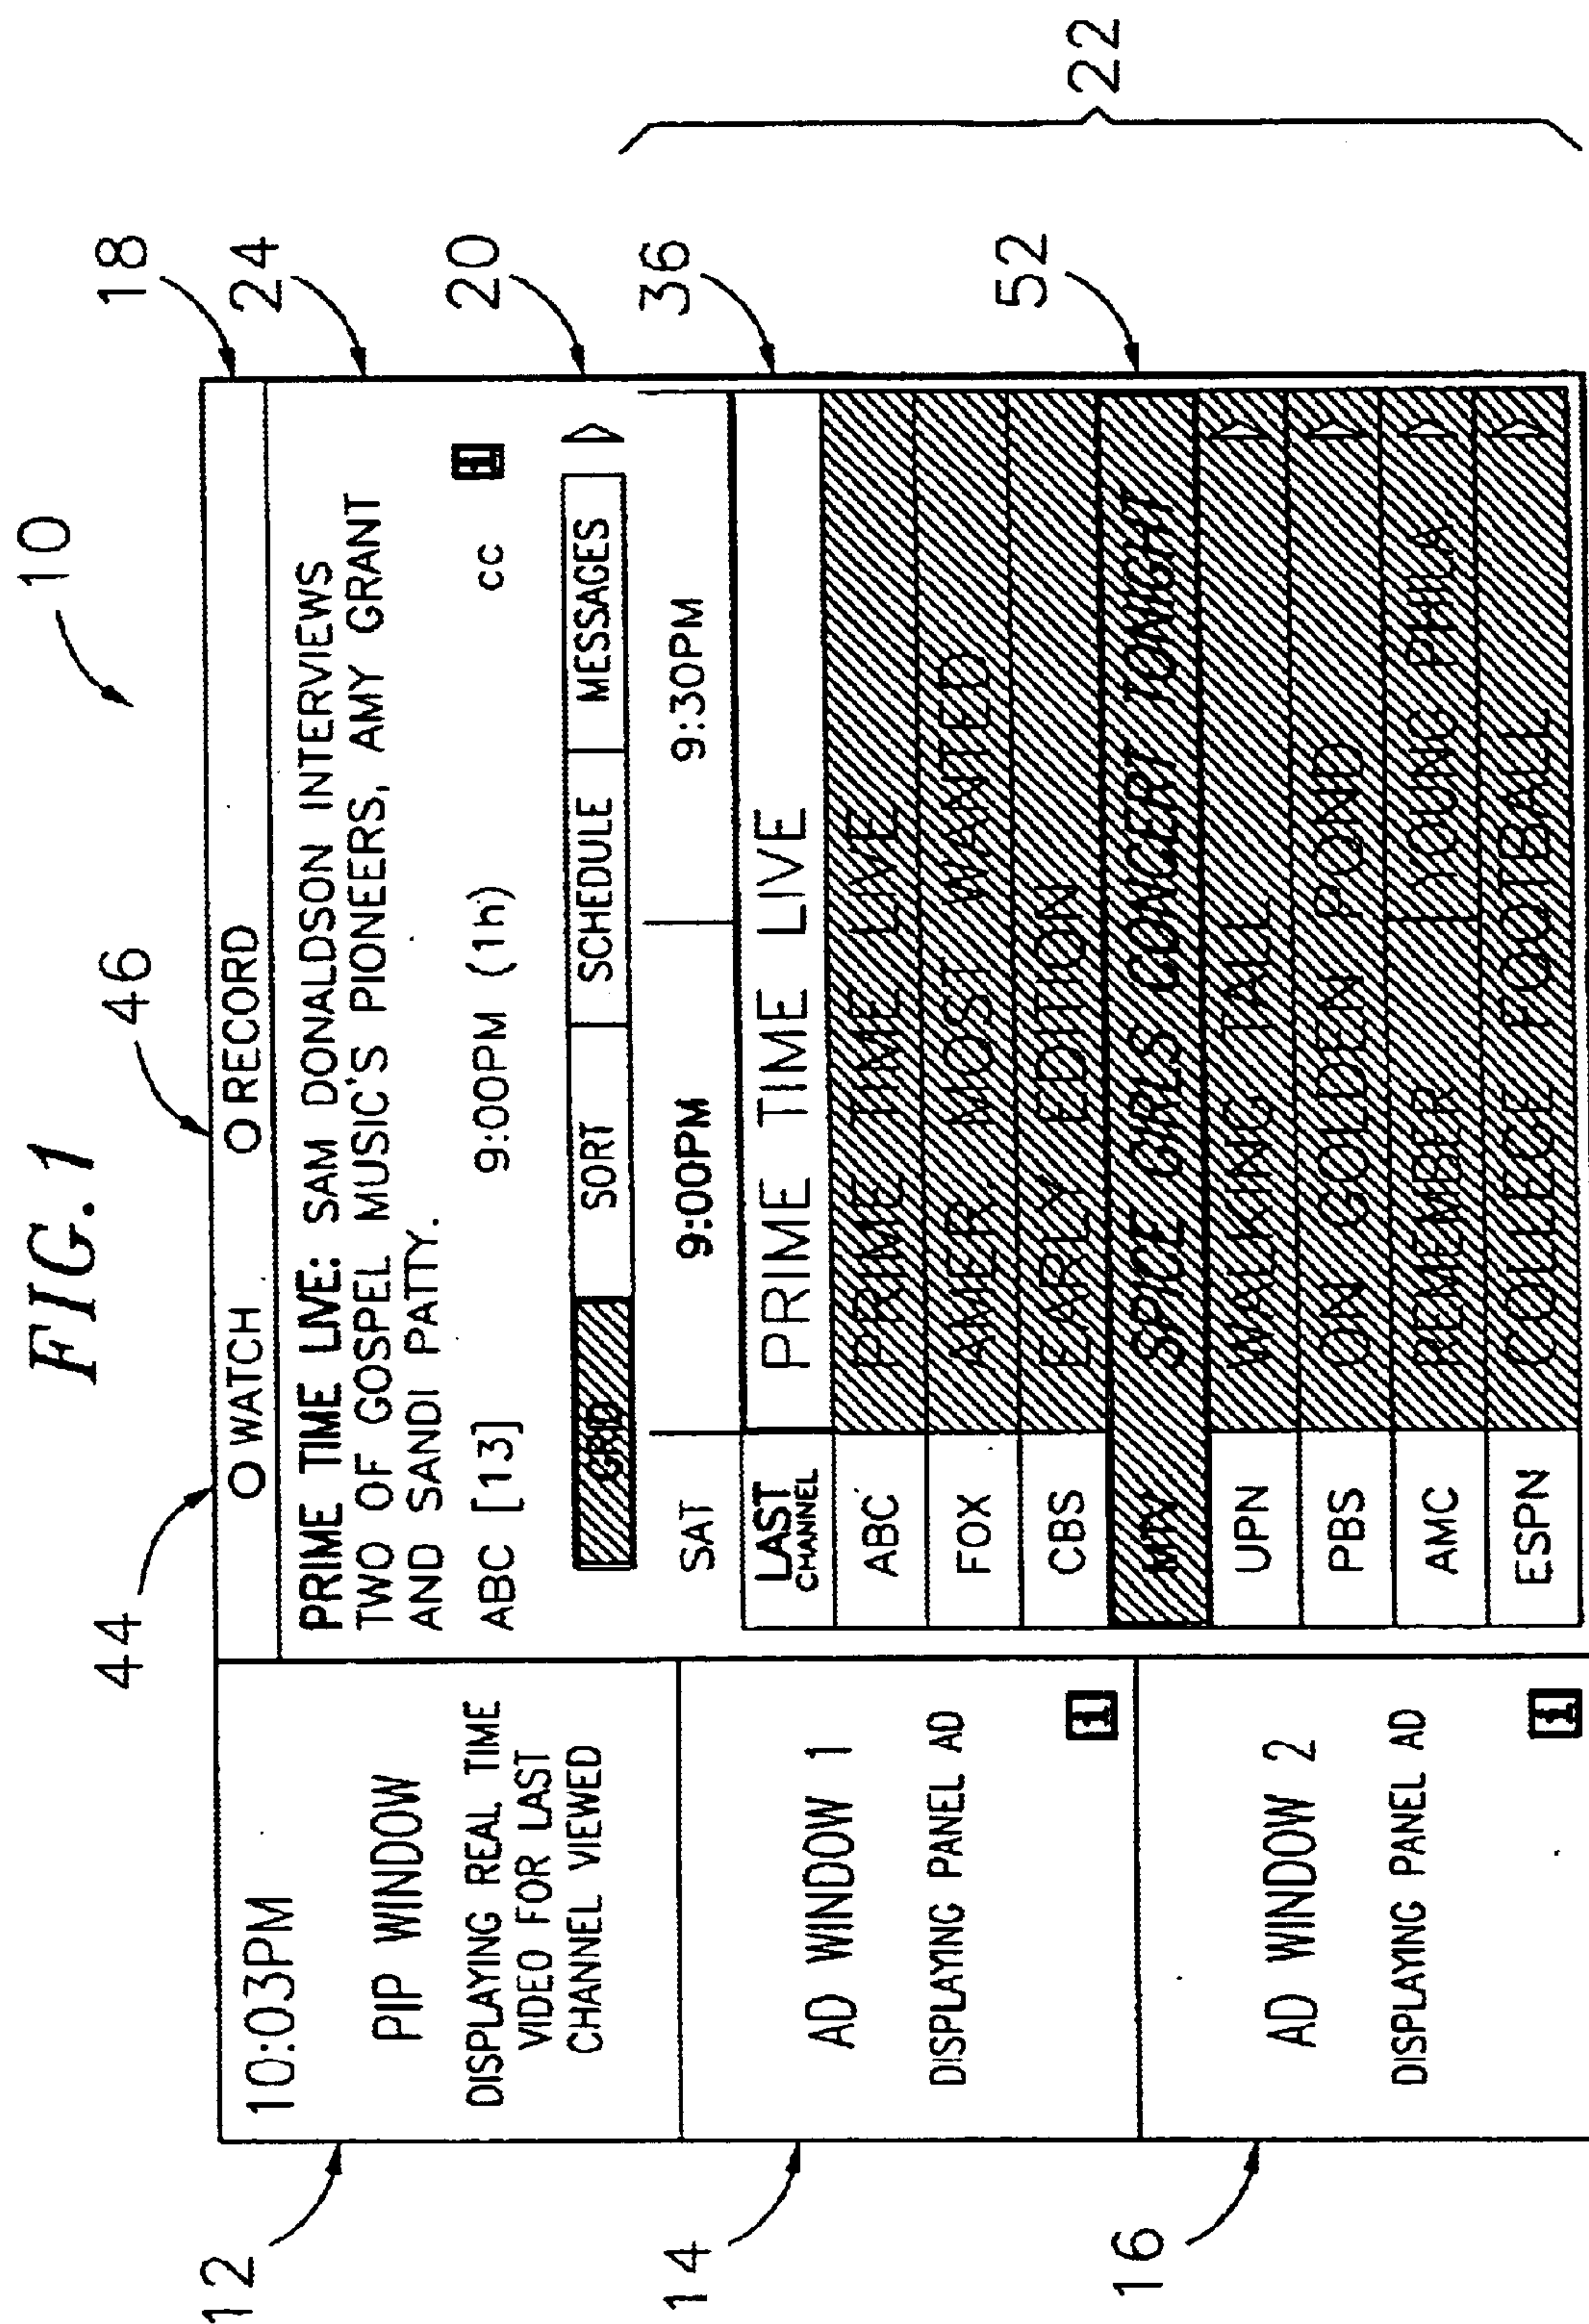 FIG.1
10
44
46
18
24
20
36
52
22
12
14
16
10:03PM
PIP WINDOW
DISPLAYING REAL TIME
VIDEO FOR LAST
CHANNEL VIEWED
AD WINDOW 1
DISPLAYING PANEL AD
i
AD WINDOW 2
DISPLAYING PANEL AD
i
WATCH RECORD
PRIME TIME LIVE: SAM DONALDSON INTERVIEWS
TWO OF GOSPEL MUSIC'S PIONEERS, AMY GRANT
AND SANDI PATTY.
ABC [13] 9:00PM (1h) cc i
GRID SORT SCHEDULE MESSAGES
SAT 9:00PM 9:30PM
LAST CHANNEL PRIME TIME LIVE
ABC PRIME TIME LIVE
FOX AMER. MOST WANTED
CBS EARLY EDITION
MTV SPICE GIRLS CONCERT TONIGHT
UPN WALKING TALL
PBS ON GOLDEN POND
AMC REMEMBER YOUNG PHILA
ESPN COLLEGE FOOTBALL